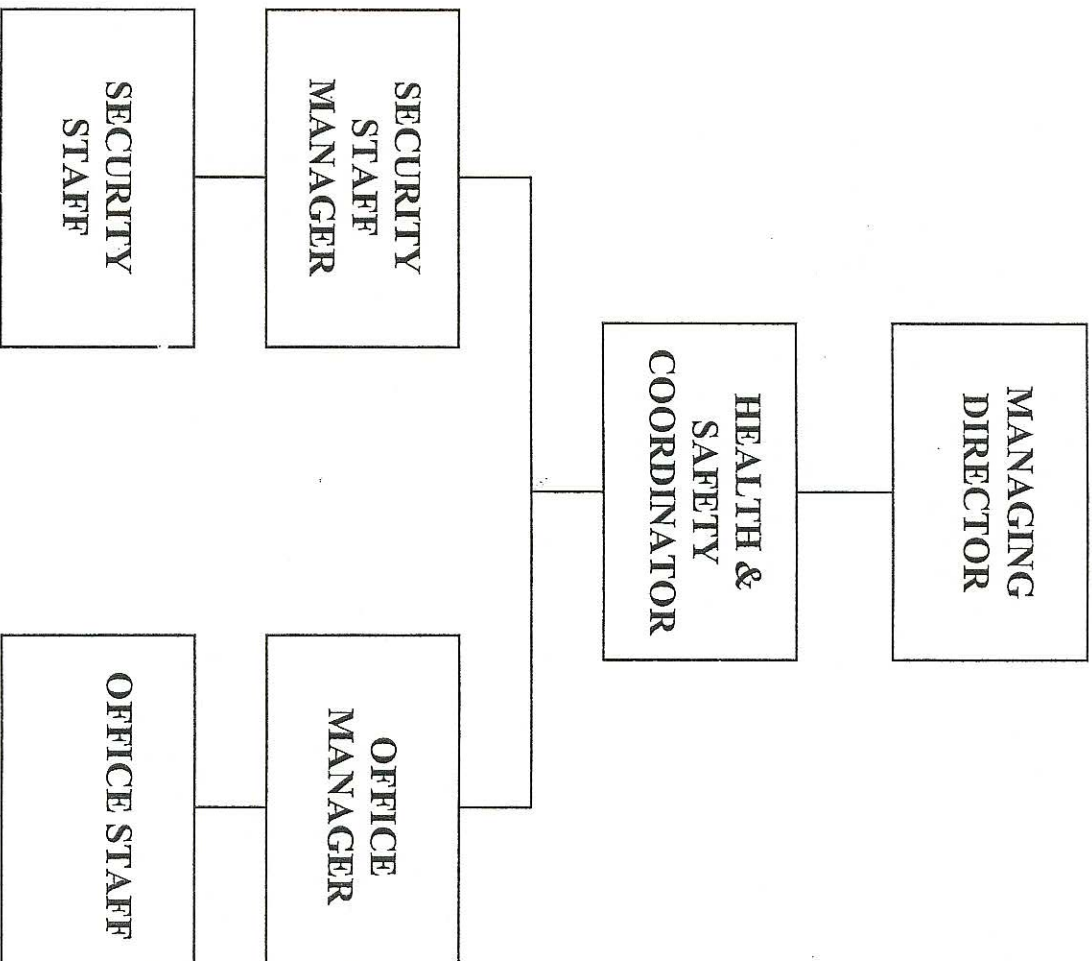 MANAGING
DIRECTOR
HEALTH &
SAFETY
COORDINATOR
SECURITY
STAFF
MANAGER
OFFICE
MANAGER
SECURITY
STAFF
OFFICE STAFF